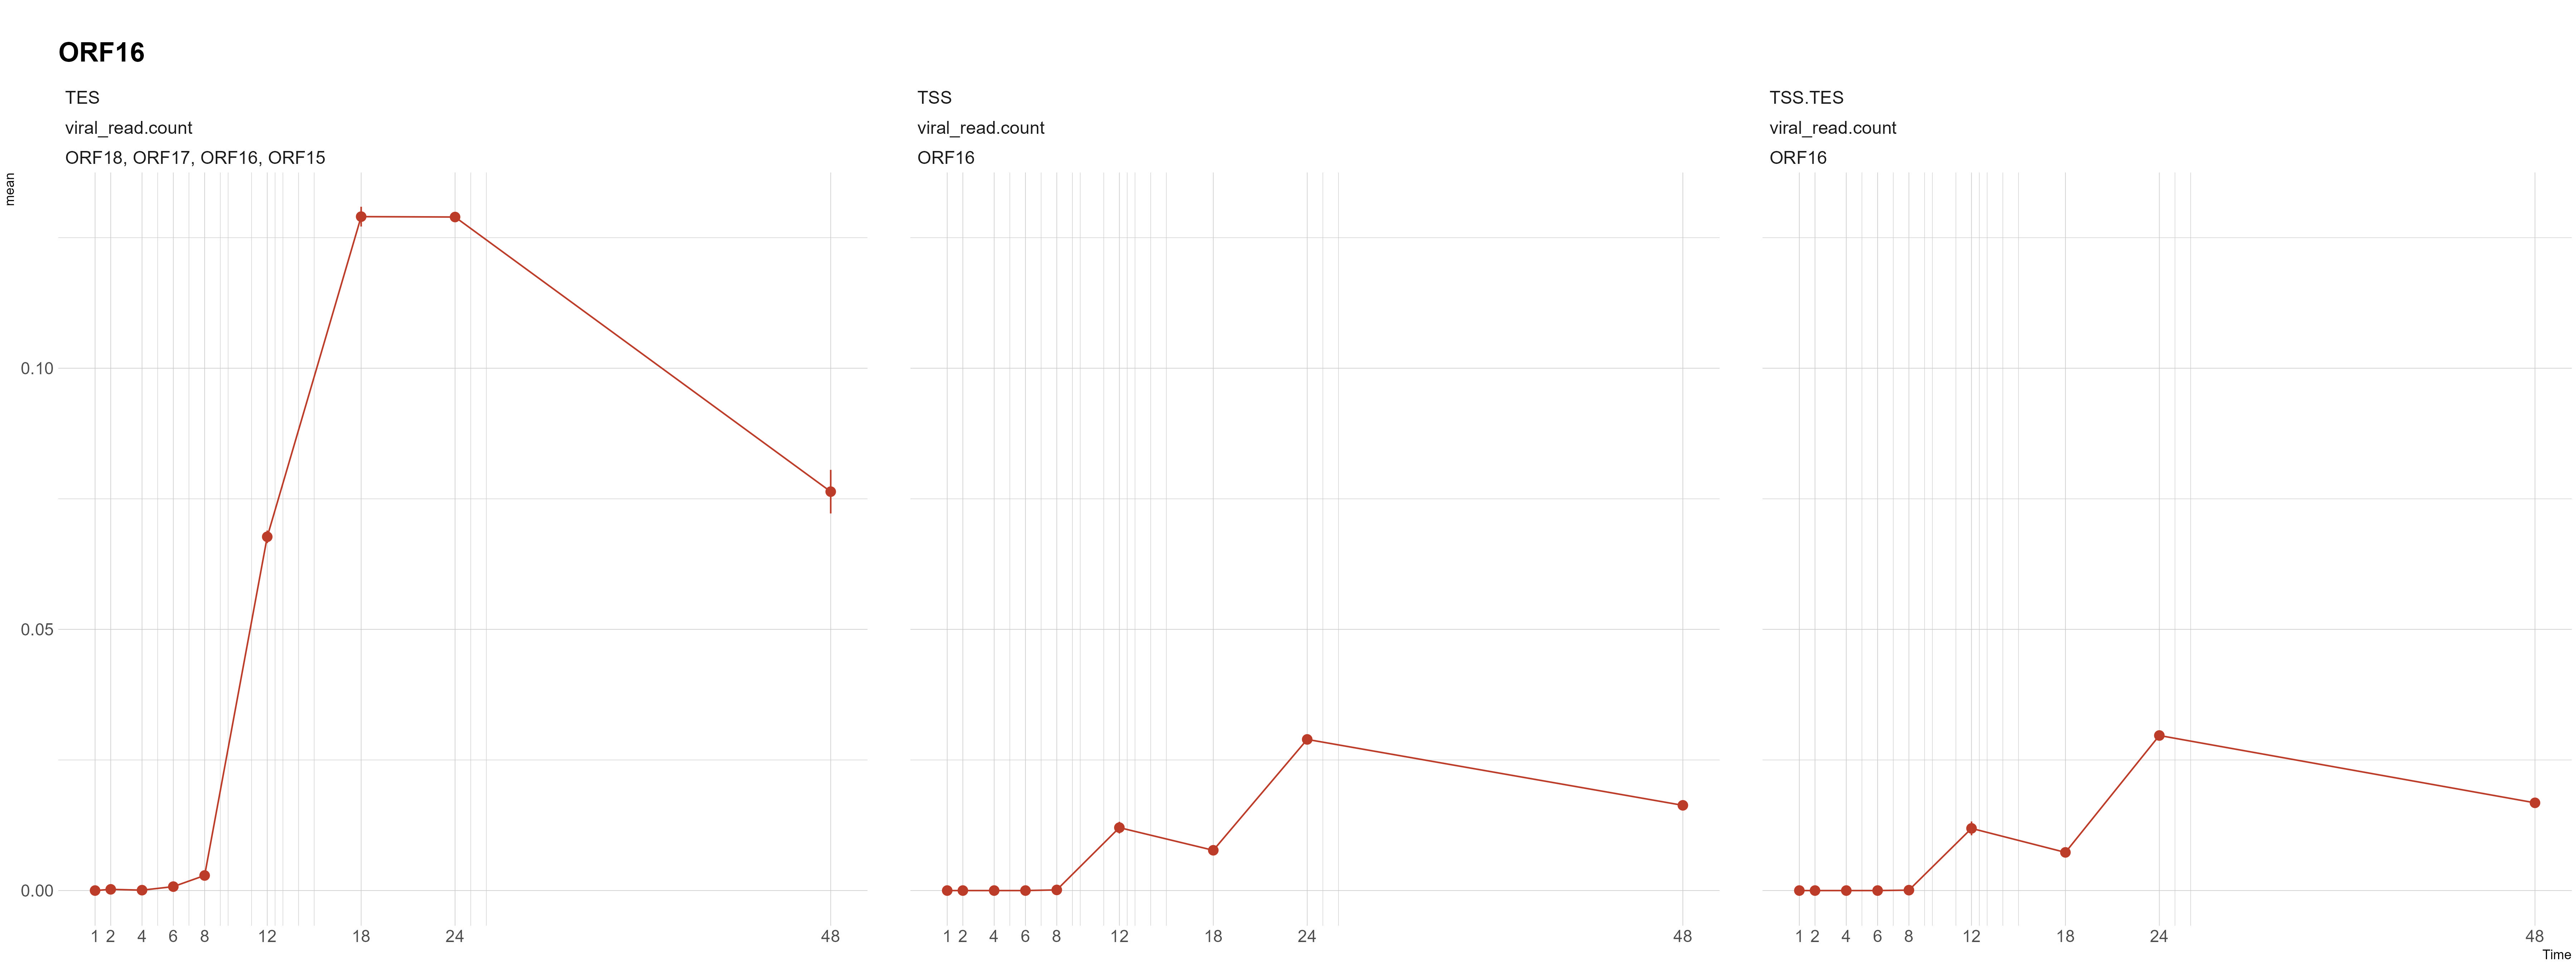 ORF16
TES
viral_read.count
ORF18, ORF17, ORF16, ORF15
TSS
viral_read.count
ORF16
TSS.TES
viral_read.count
ORF16
mean
0.10
0.05
0.00
1 2 4 6 8 12 18 24 48
1 2 4 6 8 12 18 24 48
1 2 4 6 8 12 18 24 48
Time